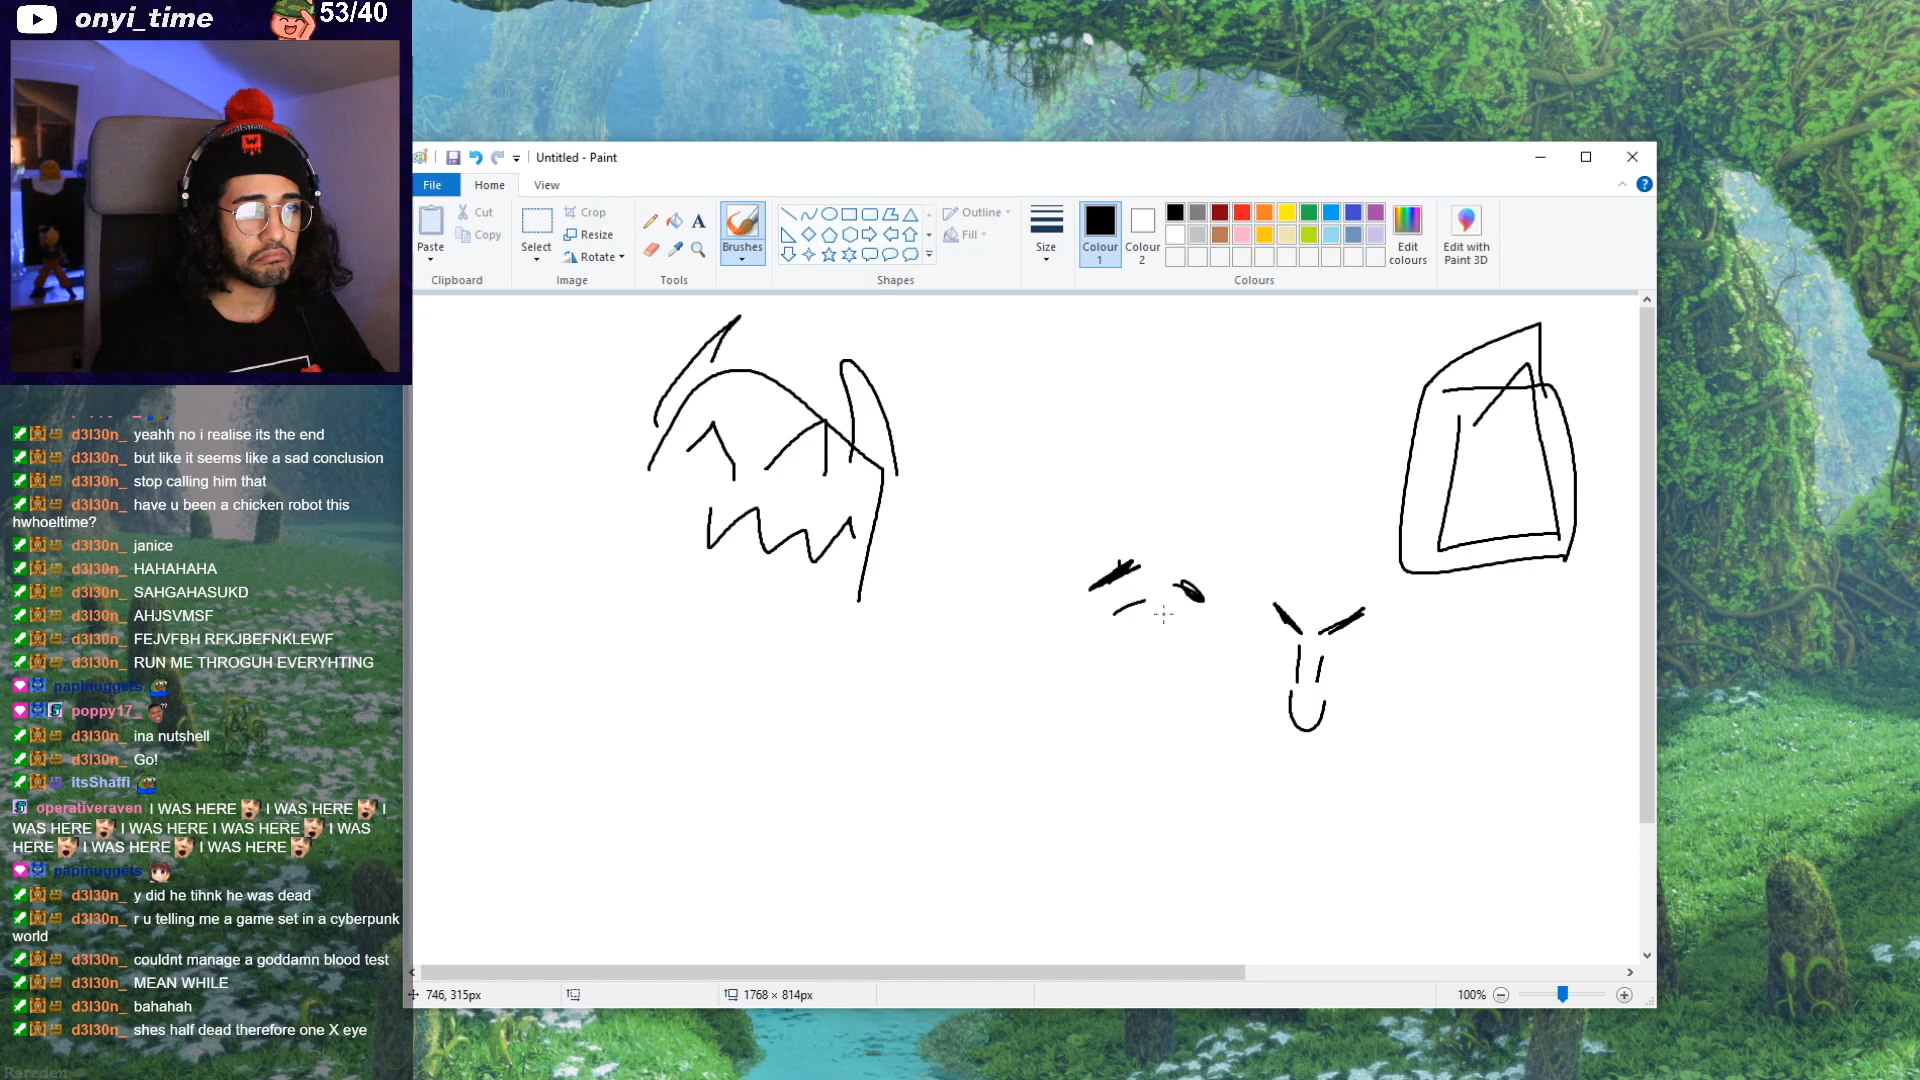 onyi_time
53/40
Untitled - Paint
File Home View
Paste
Cut
Copy
Clipboard
Select
Crop
Resize
Rotate
Image
A
Tools
Brushes
Outline
Fill
Shapes
Size
Colour 1
Colour 2
Edit colours
Edit with Paint 3D
Colours
d3l30n_ yeahh no i realise its the end
d3l30n_ but like it seems like a sad conclusion
d3l30n_ stop calling him that
d3l30n_ have u been a chicken robot this
hwhoeltime?
d3l30n_ janice
d3l30n_ HAHAHAHA
d3l30n_ SAHGAHASUKD
d3l30n_ AHJSVMSF
d3l30n_ FEJVFBH RFKJBEFNKLEWF
d3l30n_ RUN ME THROGUH EVERYHTING
papinuggets
poppy17_
d3l30n_ ina nutshell
d3l30n_ Go!
itsShaffi
operativeraven I WAS HERE I WAS HERE I
WAS HERE I WAS HERE I WAS HERE I WAS
HERE I WAS HERE I WAS HERE
papinuggets
d3l30n_ y did he tihnk he was dead
d3l30n_ r u telling me a game set in a cyberpunk
world
d3l30n_ couldnt manage a goddamn blood test
d3l30n_ MEAN WHILE
d3l30n_ bahahah
d3l30n_ shes half dead therefore one X eye
746, 315px
1768 × 814px
100%
Rareden